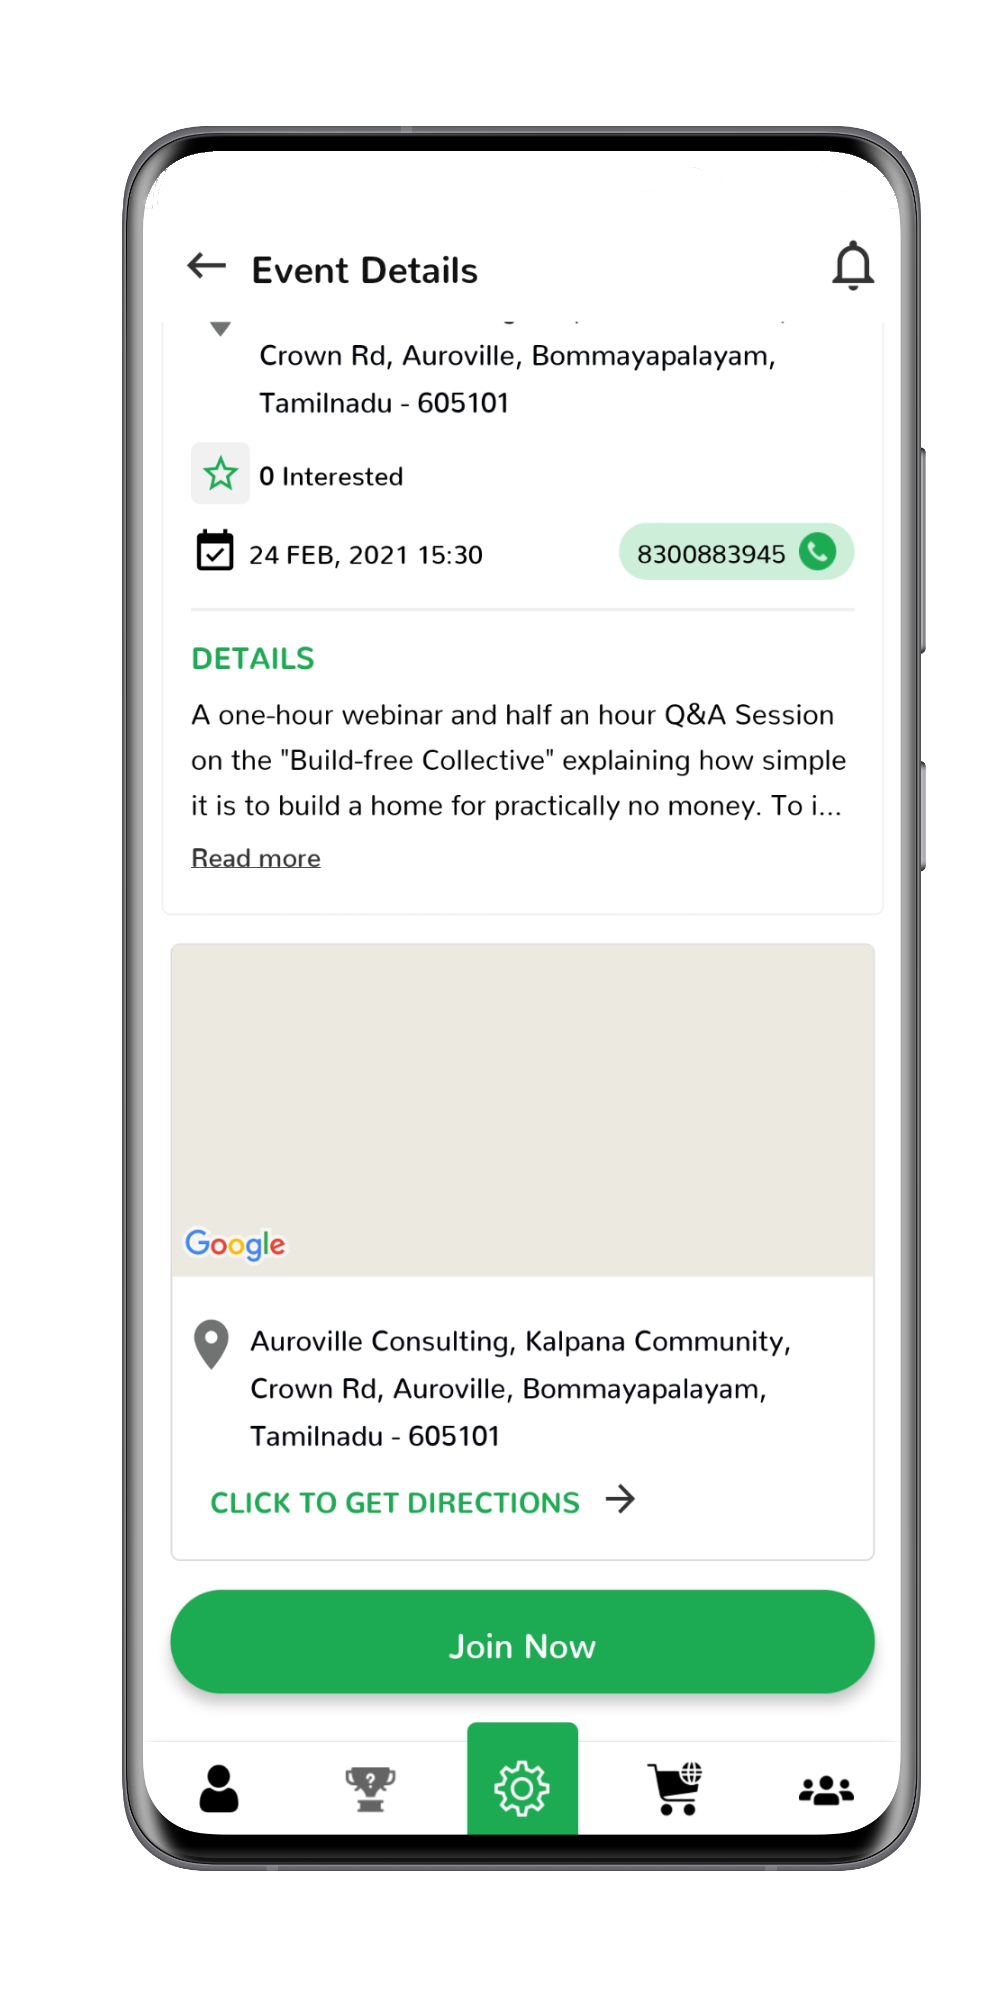 Event Details
Crown Rd, Auroville, Bommayapalayam,
Tamilnadu - 605101
0 Interested
24 FEB, 2021 15:30
8300883945
DETAILS
A one-hour webinar and half an hour Q&A Session
on the "Build-free Collective" explaining how simple
it is to build a home for practically no money. To i...
Read more
Google
Auroville Consulting, Kalpana Community,
Crown Rd, Auroville, Bommayapalayam,
Tamilnadu - 605101
CLICK TO GET DIRECTIONS
Join Now
?